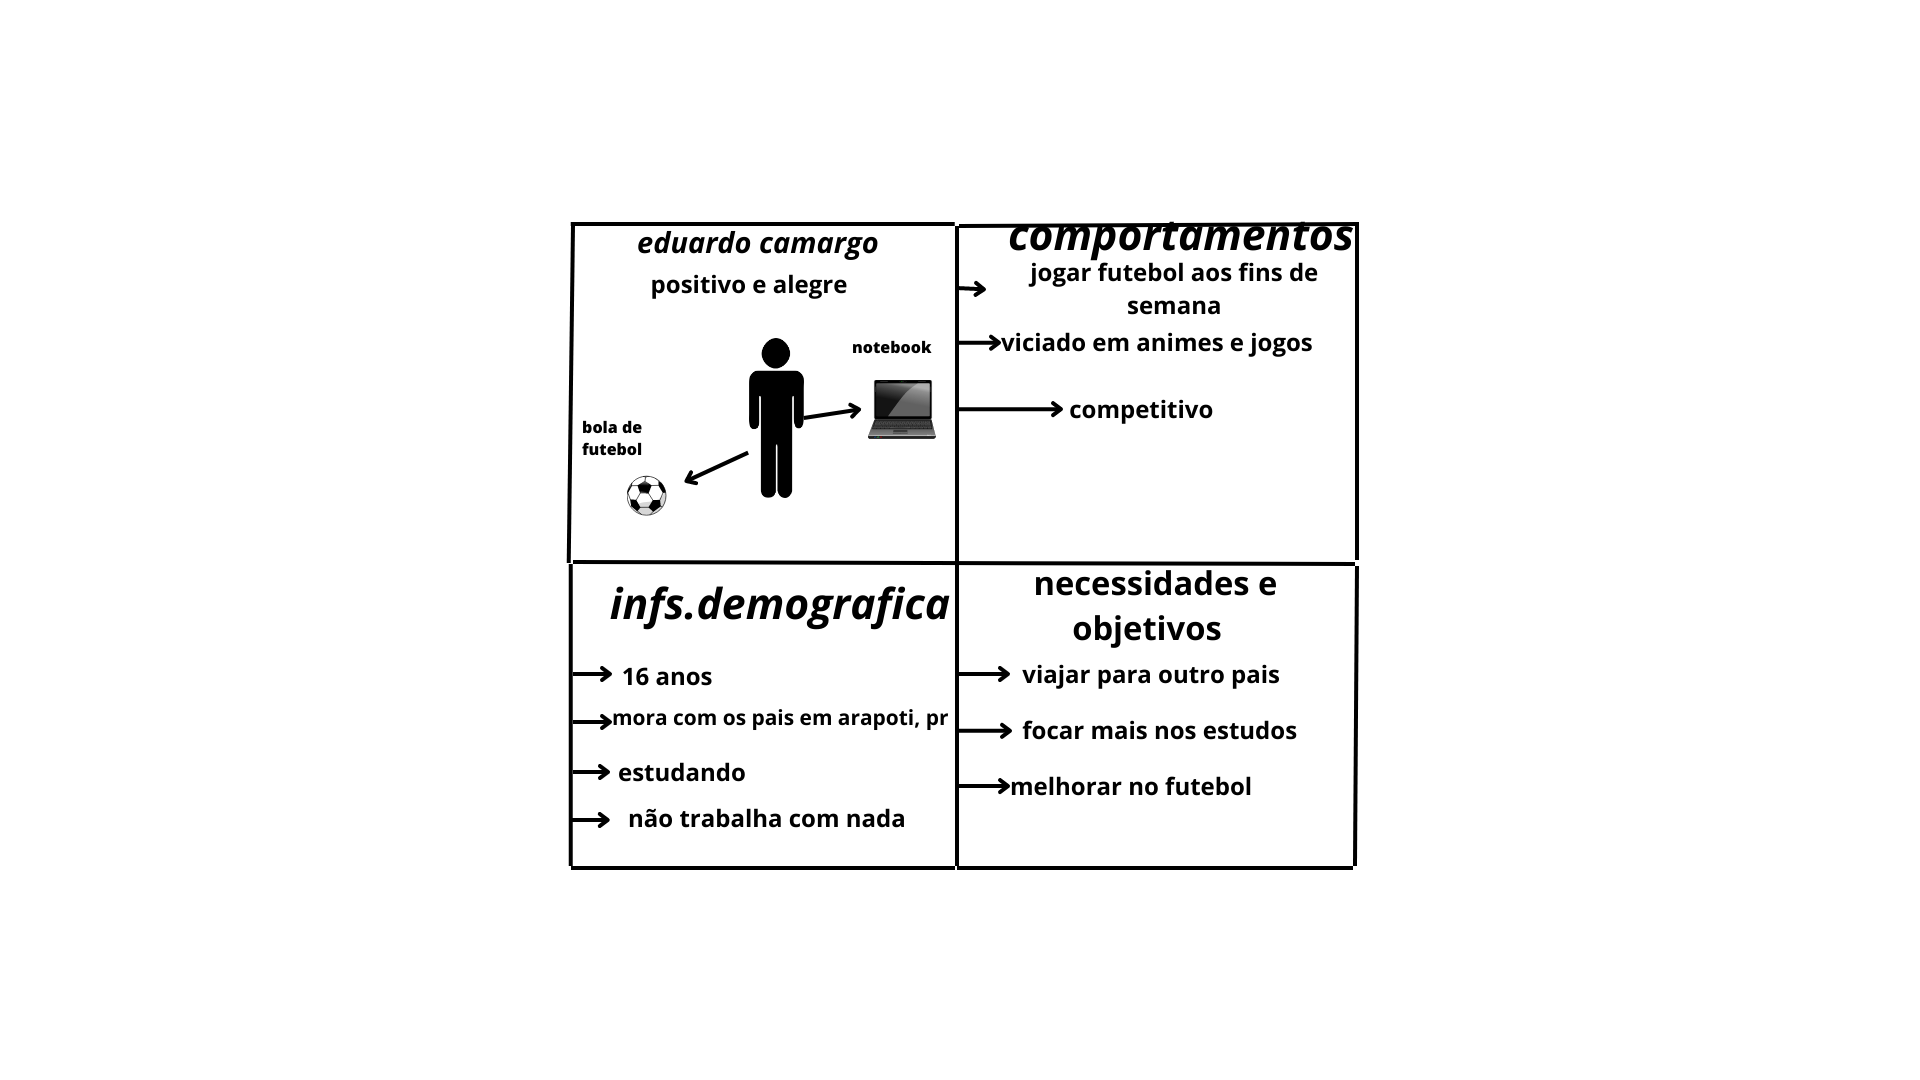 eduardo camargo
positivo e alegre
notebook
bola de
futebol
comportamentos
jogar futebol aos fins de
semana
viciado em animes e jogos
competitivo
infs.demografica
16 anos
mora com os pais em arapoti, pr
estudando
não trabalha com nada
necessidades e
objetivos
viajar para outro pais
focar mais nos estudos
melhorar no futebol